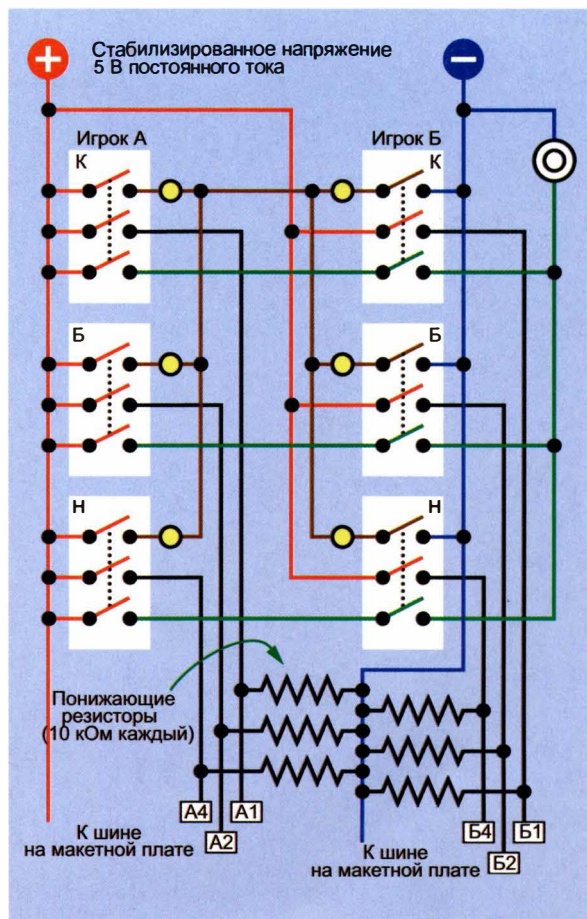 Стабилизированное напряжение
5 В постоянного тока
Игрок А
Игрок Б
К
К
Б
Б
Н
Н
Понижающие
резисторы
(10 кОм каждый)
А4
А1
А2
К шине
на макетной плате
К шине
на макетной плате
Б4
Б1
Б2